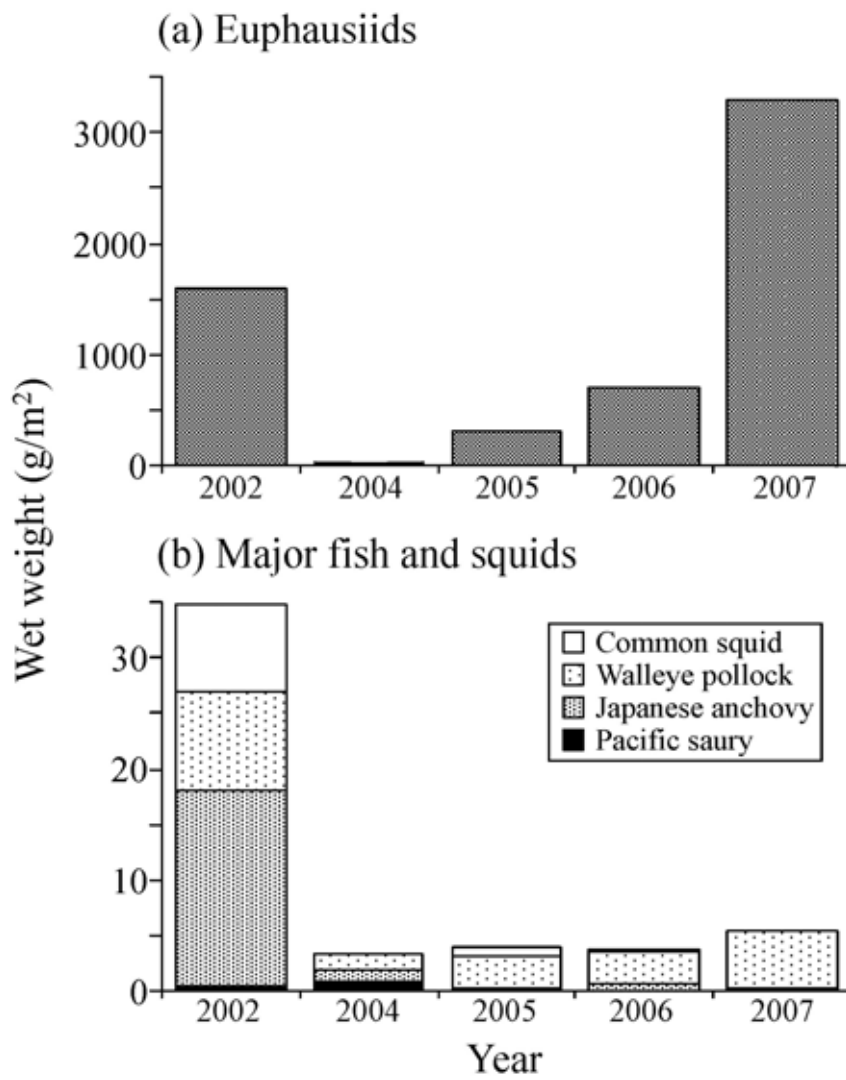 (a) Euphausiids
3000
2000
1000
0
2002 2004 2005 2006 2007
Wet weight (g/m²)
(b) Major fish and squids
30
20
10
0
Common squid
Walleye pollock
Japanese anchovy
Pacific saury
2002 2004 2005 2006 2007
Year